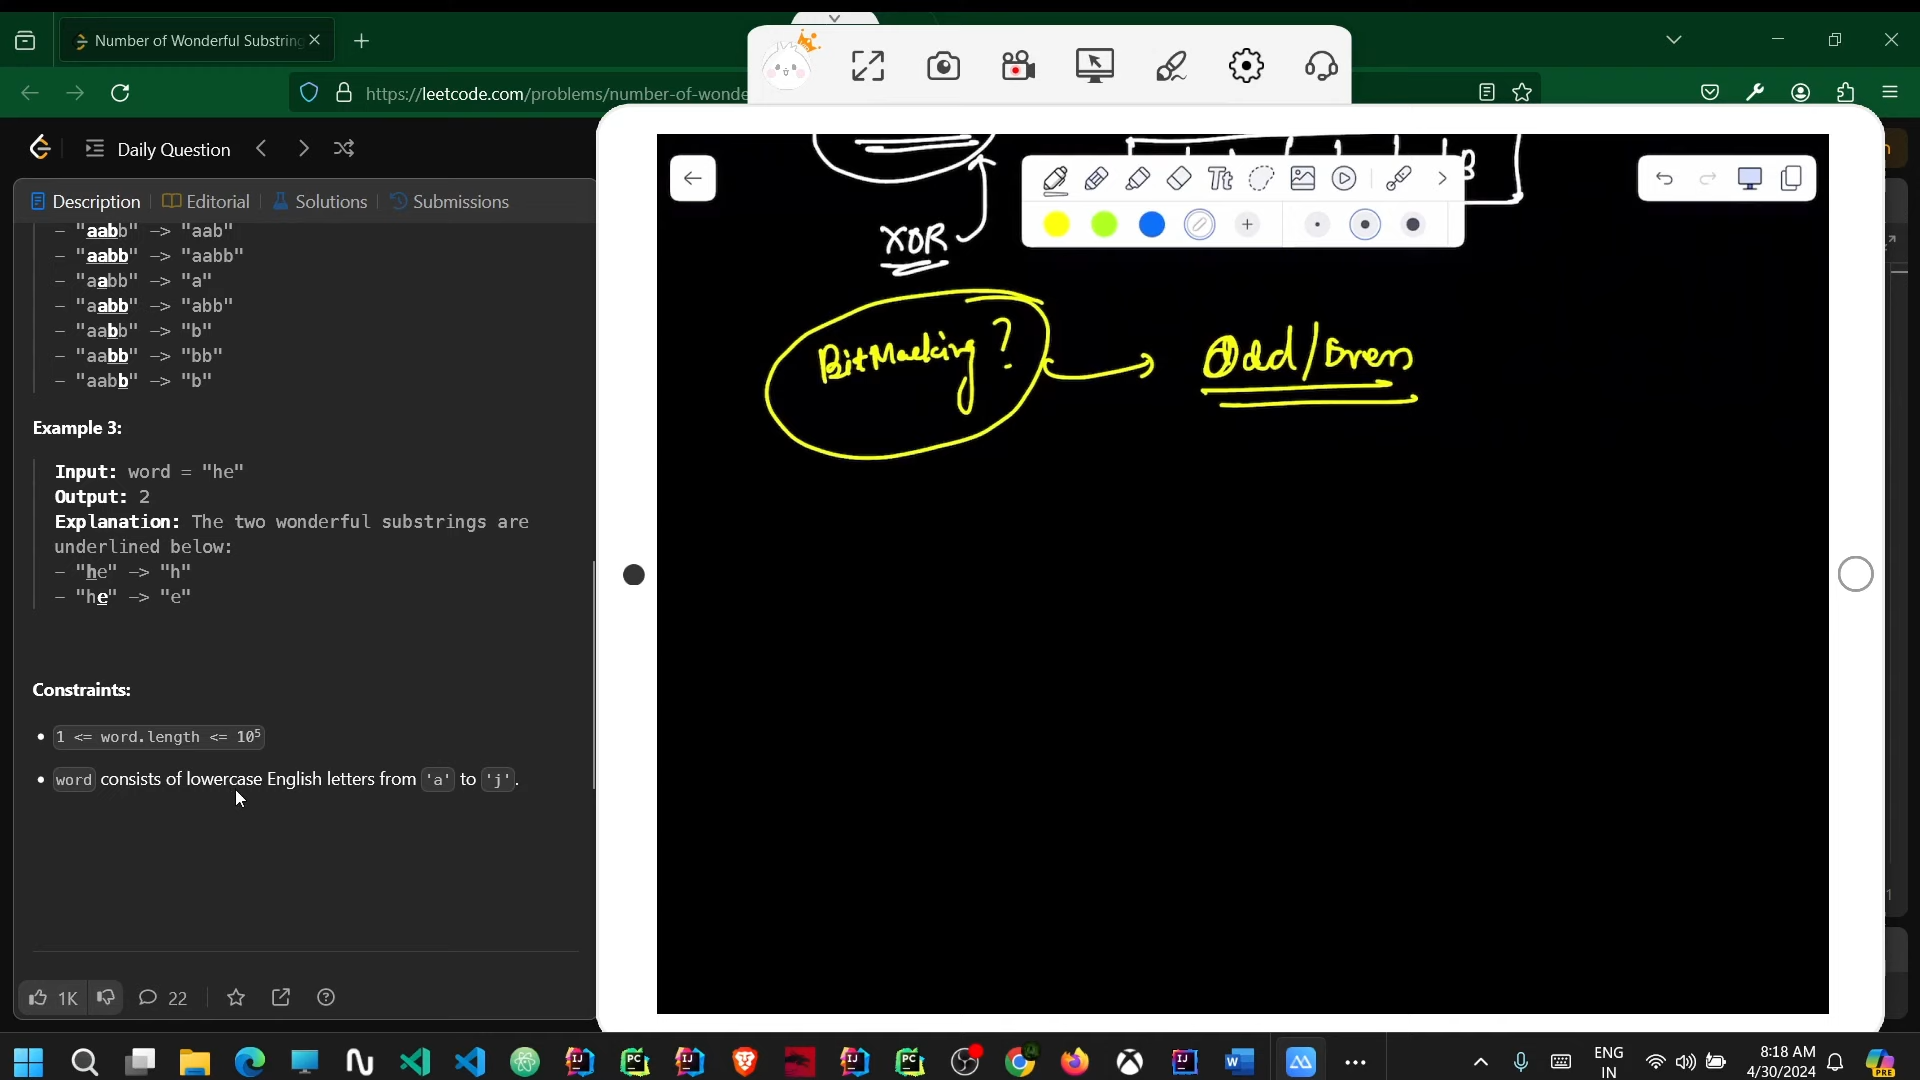 Number of Wonderful Substring
https://leetcode.com/problems/number-of-wonde
Daily Question
Description
Editorial
Solutions
Submissions
- "aabb" -> "aab"
- "aabb" -> "aabb"
- "aabb" -> "a"
- "aabb" -> "abb"
- "aabb" -> "b"
- "aabb" -> "bb"
- "aabb" -> "b"
Example 3:
Input: word = "he"
Output: 2
Explanation: The two wonderful substrings are
underlined below:
- "he" -> "h"
- "he" -> "e"
Constraints:
1 <= word.length <= 10⁵
word consists of lowercase English letters from 'a' to 'j'.
1K
22
Tt
B
XOR
BitMasking?
Odd/Even
ENG
IN
8:18 AM
4/30/2024